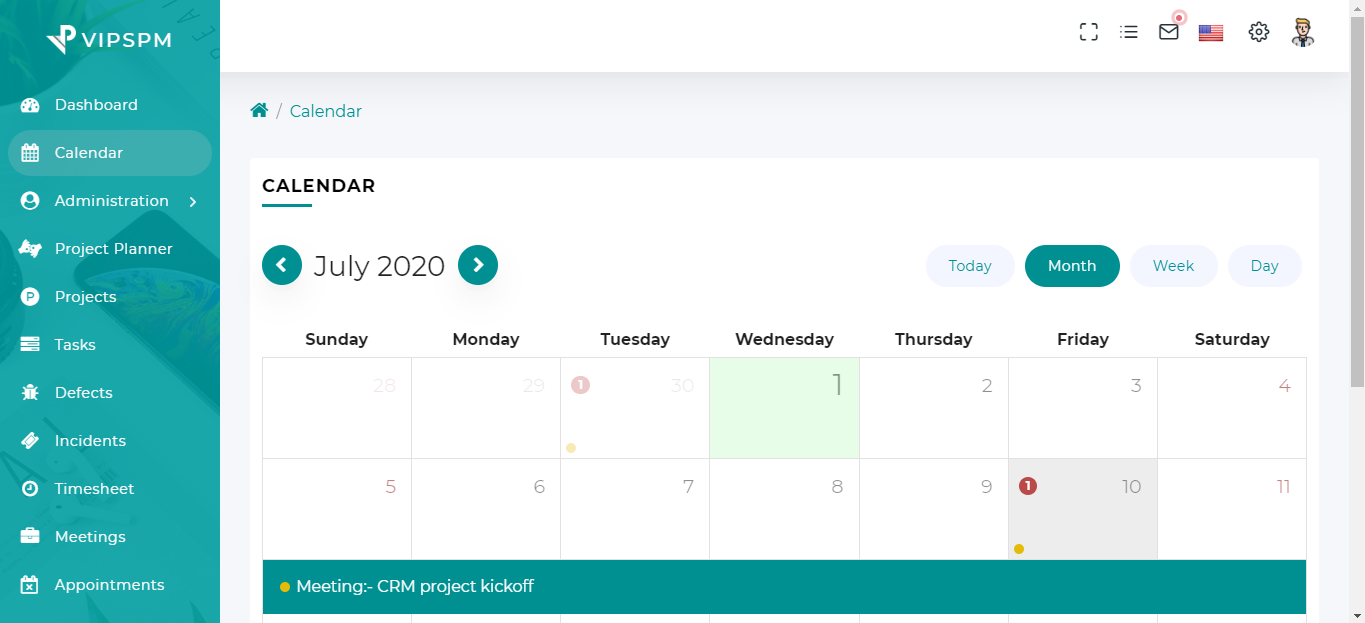 VIPSPM
Dashboard
Calendar
Administration
Project Planner
Projects
Tasks
Defects
Incidents
Timesheet
Meetings
Appointments
/ Calendar
CALENDAR
July 2020
Today Month Week Day
Sunday Monday Tuesday Wednesday Thursday Friday Saturday
28 29 1 30 1 2 3 4
5 6 7 8 9 1 10 11
Meeting:- CRM project kickoff